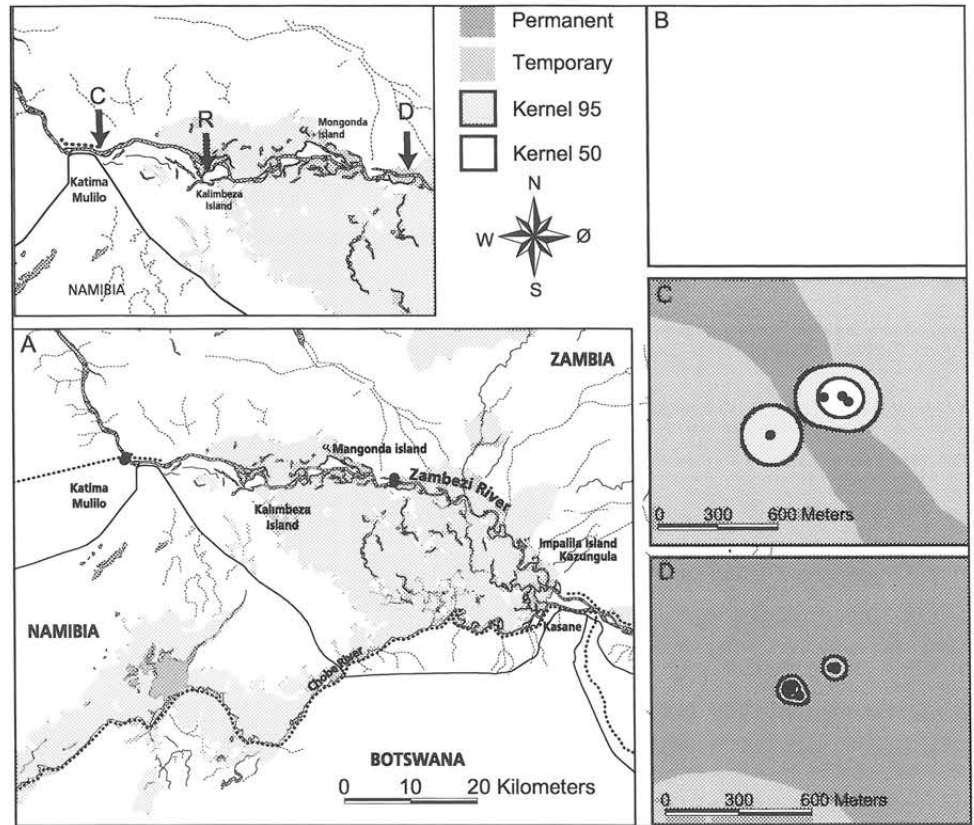 C
R
D
Mongonda
Island
Katima
Mulilo
Kalimbeza
Island
NAMIBIA
Permanent
Temporary
Kernel 95
Kernel 50
N
W
Ø
S
A
ZAMBIA
Mangonda island
Zambezi River
Katima
Mulilo
Kalimbeza
Island
Impalila Island
Kazungula
NAMIBIA
Kasane
Chobe River
BOTSWANA
0 10 20 Kilometers
B
C
0 300 600 Meters
D
0 300 600 Meters